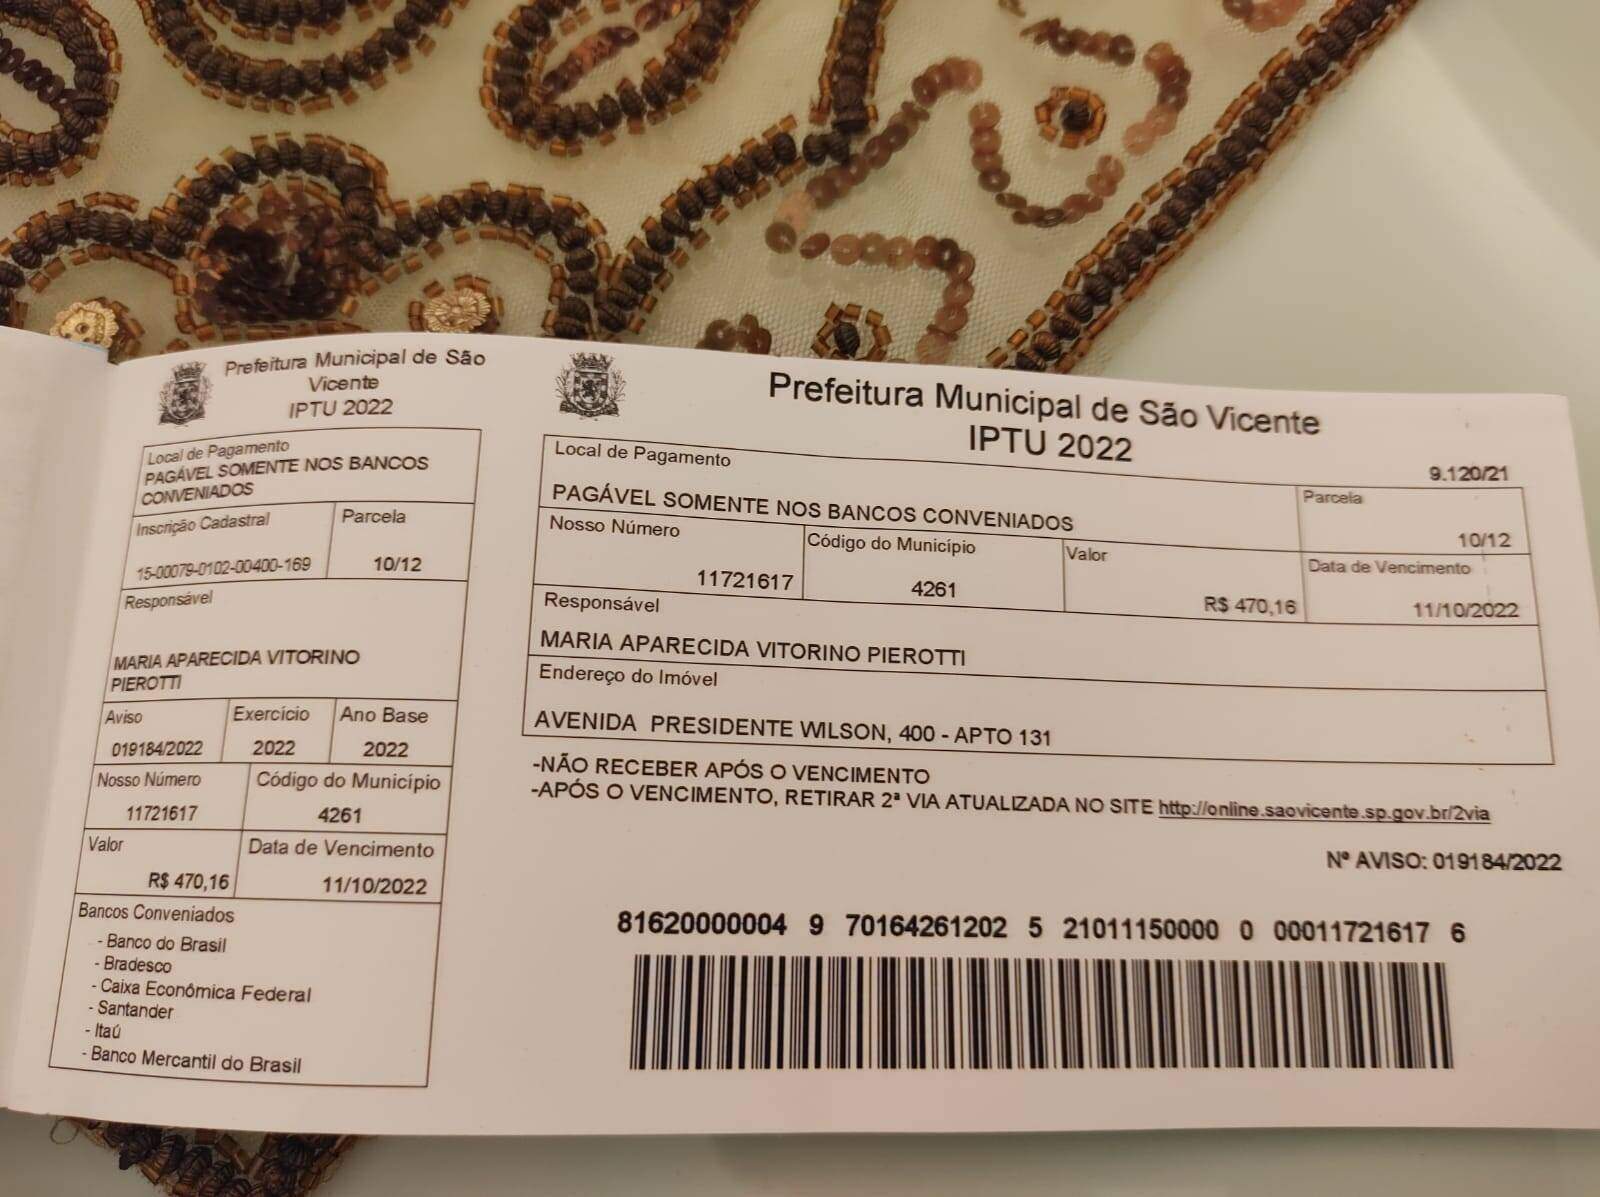 Prefeitura Municipal de São
Vicente
IPTU 2022
Local de Pagamento
PAGÁVEL SOMENTE NOS BANCOS
CONVENIADOS
Inscrição Cadastral
Parcela
15-00079-0102-00400-169
10/12
Responsável
MARIA APARECIDA VITORINO
PIEROTTI
Aviso
Exercício
Ano Base
019184/2022
2022
2022
Nosso Número
Código do Município
11721617
4261
Valor
Data de Vencimento
R$ 470,16
11/10/2022
Bancos Conveniados
- Banco do Brasil
- Bradesco
- Caixa Econômica Federal
- Santander
- Itaú
- Banco Mercantil do Brasil
Prefeitura Municipal de São Vicente
IPTU 2022
9.120/21
Local de Pagamento
Parcela
PAGÁVEL SOMENTE NOS BANCOS CONVENIADOS
10/12
Nosso Número
Código do Município
Valor
Data de Vencimento
11721617
4261
R$ 470,16
11/10/2022
Responsável
MARIA APARECIDA VITORINO PIEROTTI
Endereço do Imóvel
AVENIDA PRESIDENTE WILSON, 400 - APTO 131
-NÃO RECEBER APÓS O VENCIMENTO
-APÓS O VENCIMENTO, RETIRAR 2ª VIA ATUALIZADA NO SITE http://online.saovicente.sp.gov.br/2via
Nº AVISO: 019184/2022
81620000004 9 70164261202 5 21011150000 0 00011721617 6